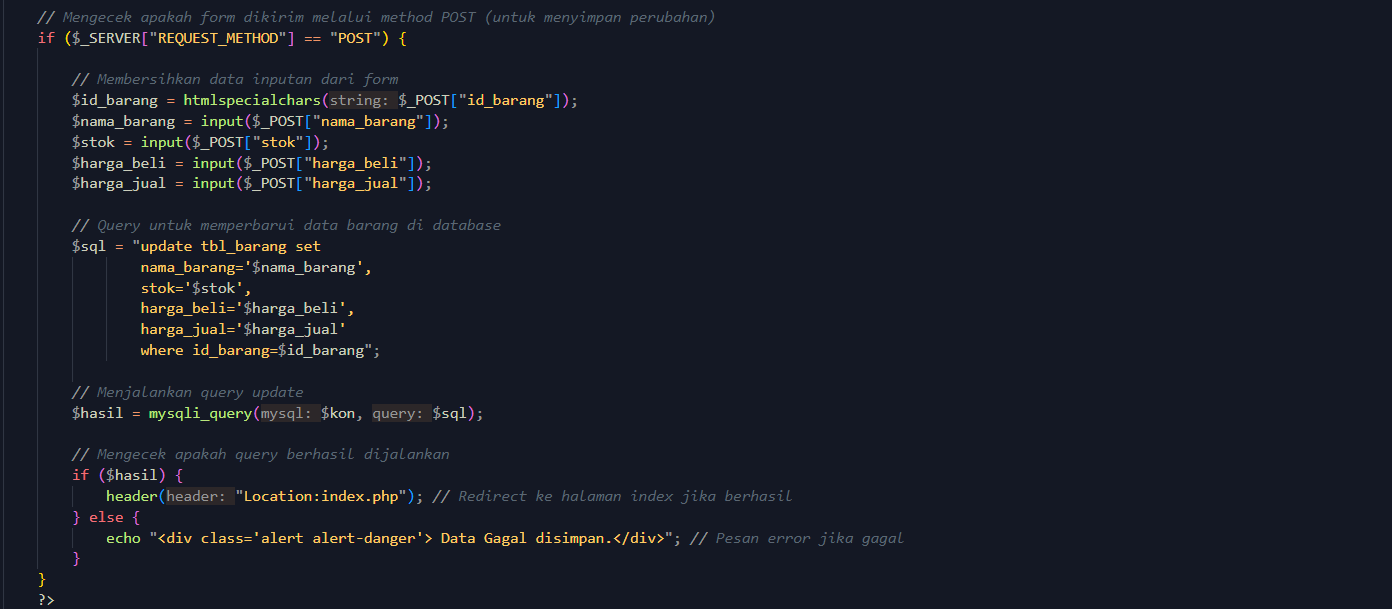 // Mengecek apakah form dikirim melalui method POST (untuk menyimpan perubahan)
if ($_SERVER["REQUEST_METHOD"] == "POST") {
// Membersihkan data inputan dari form
$id_barang = htmlspecialchars(string: $_POST["id_barang"]);
$nama_barang = input($_POST["nama_barang"]);
$stok = input($_POST["stok"]);
$harga_beli = input($_POST["harga_beli"]);
$harga_jual = input($_POST["harga_jual"]);
// Query untuk memperbarui data barang di database
$sql = "update tbl_barang set
nama_barang='$nama_barang',
stok='$stok',
harga_beli='$harga_beli',
harga_jual='$harga_jual'
where id_barang=$id_barang";
// Menjalankan query update
$hasil = mysqli_query(mysql: $kon, query: $sql);
// Mengecek apakah query berhasil dijalankan
if ($hasil) {
header(header: "Location:index.php"); // Redirect ke halaman index jika berhasil
} else {
echo "<div class='alert alert-danger'> Data Gagal disimpan.</div>"; // Pesan error jika gagal
}
}
?>